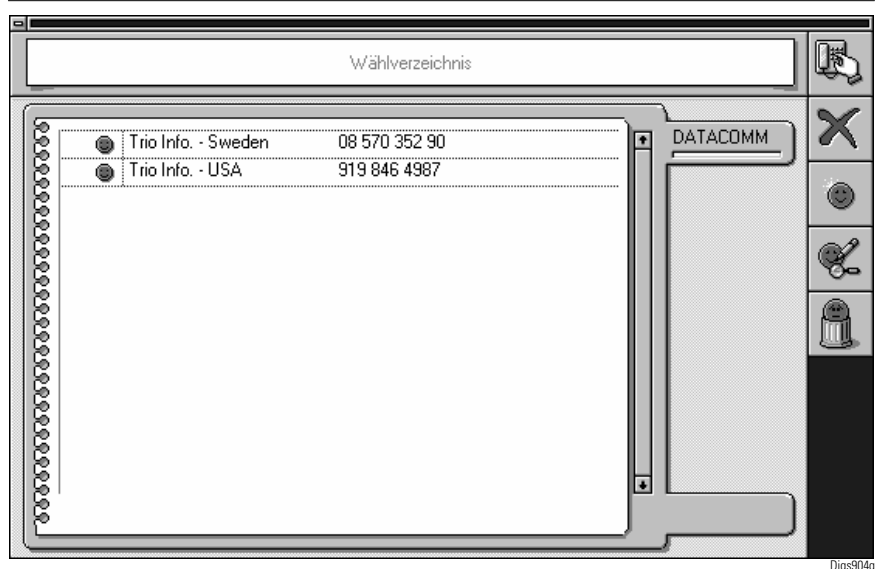 Wählverzeichnis
Trio Info. - Sweden 08 570 352 90
Trio Info. - USA 919 846 4987
DATACOMM
Digs904g